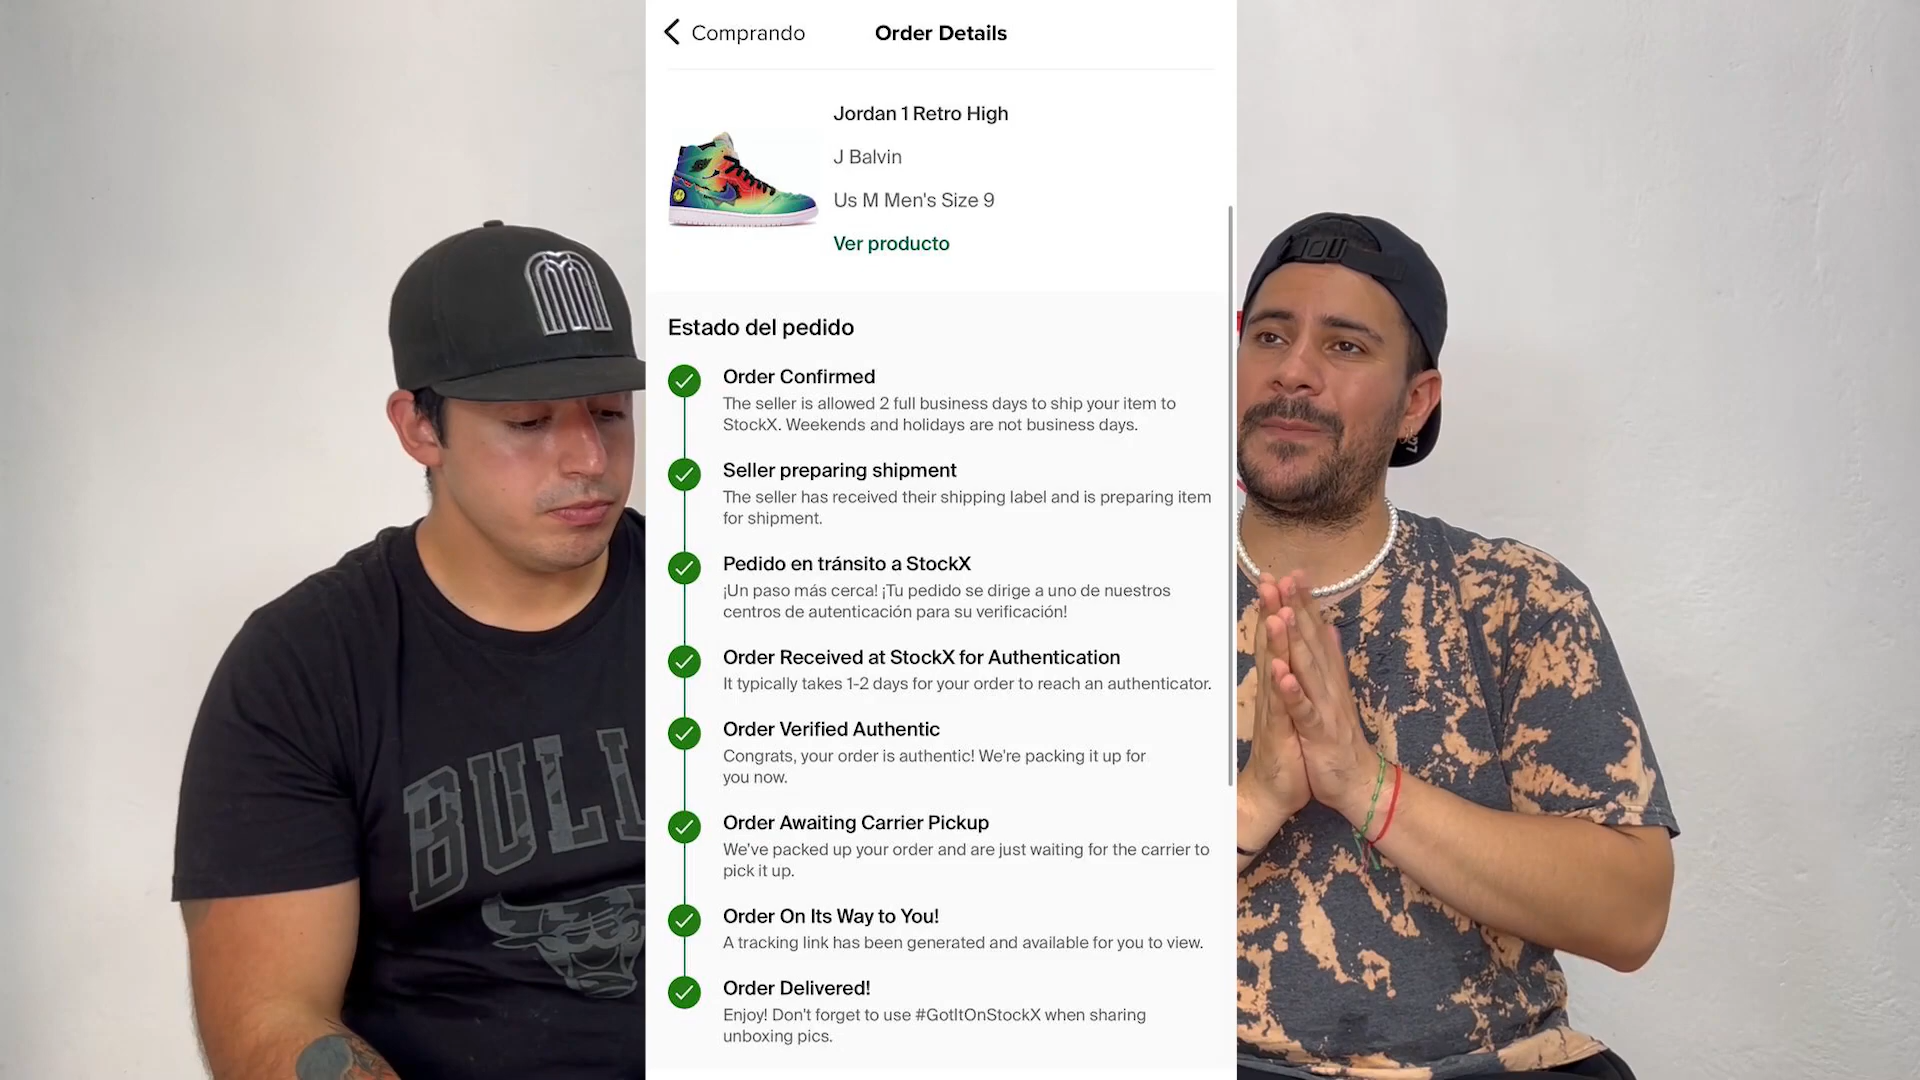 Comprando
Order Details
Jordan 1 Retro High
J Balvin
Us M Men's Size 9
Ver producto
Estado del pedido
Order Confirmed
The seller is allowed 2 full business days to ship your item to
StockX. Weekends and holidays are not business days.
Seller preparing shipment
The seller has received their shipping label and is preparing item
for shipment.
Pedido en tránsito a StockX
¡Un paso más cerca! ¡Tu pedido se dirige a uno de nuestros
centros de autenticación para su verificación!
Order Received at StockX for Authentication
It typically takes 1-2 days for your order to reach an authenticator.
Order Verified Authentic
Congrats, your order is authentic! We're packing it up for
you now.
Order Awaiting Carrier Pickup
We've packed up your order and are just waiting for the carrier to
pick it up.
Order On Its Way to You!
A tracking link has been generated and available for you to view.
Order Delivered!
Enjoy! Don't forget to use #GotItOnStockX when sharing
unboxing pics.
BULL